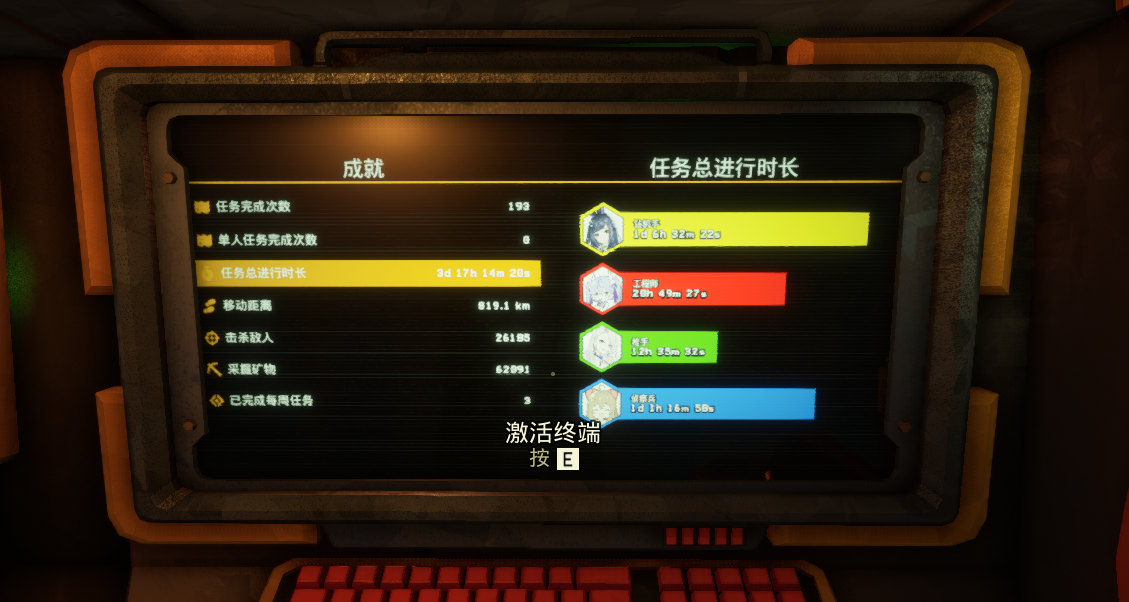 成就
任务完成次数 193
单人任务完成次数 0
任务总进行时长 3d 17h 14m 20s
移动距离 819.1 km
击杀敌人 26185
采掘矿物 62091
已完成每周任务 3
任务总进行时长
1d 6h 32m 22s
工程师
20h 49m 27s
枪手
12h 35m 32s
侦察兵
1d 1h 16m 58s
激活终端
按 E